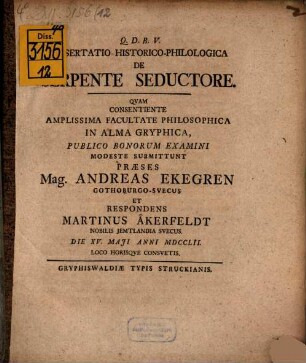 Q. D. B. V.
Diss.
3156
12
DISSERTATIO HISTORICO-PHILOLOGICA
DE
SERPENTE SEDUCTORE.
QVAM
CONSENTIENTE
AMPLISSIMA FACULTATE PHILOSOPHICA
IN ALMA GRYPHICA,
PUBLICO BONORUM EXAMINI
MODESTE SUBMITTUNT
PRÆSES
Mag. ANDREAS EKEGREN
GOTHOBURGO-SVECUS
ET
RESPONDENS
MARTINUS ÅKERFELDT
NOBILIS JEMTLANDIA SVECUS.
DIE XV. MAJI ANNI MDCCLII.
LOCO HORISQVE CONSVETIS.
GRYPHISWALDIÆ TYPIS STRUCKIANIS.